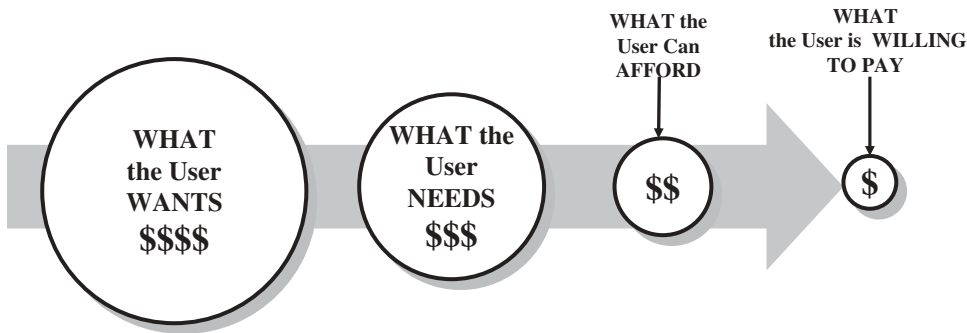 WHAT
the User
WANTS
$$$$
WHAT the
User
NEEDS
$$$
WHAT the
User Can
AFFORD
$$
WHAT
the User is WILLING
TO PAY
$